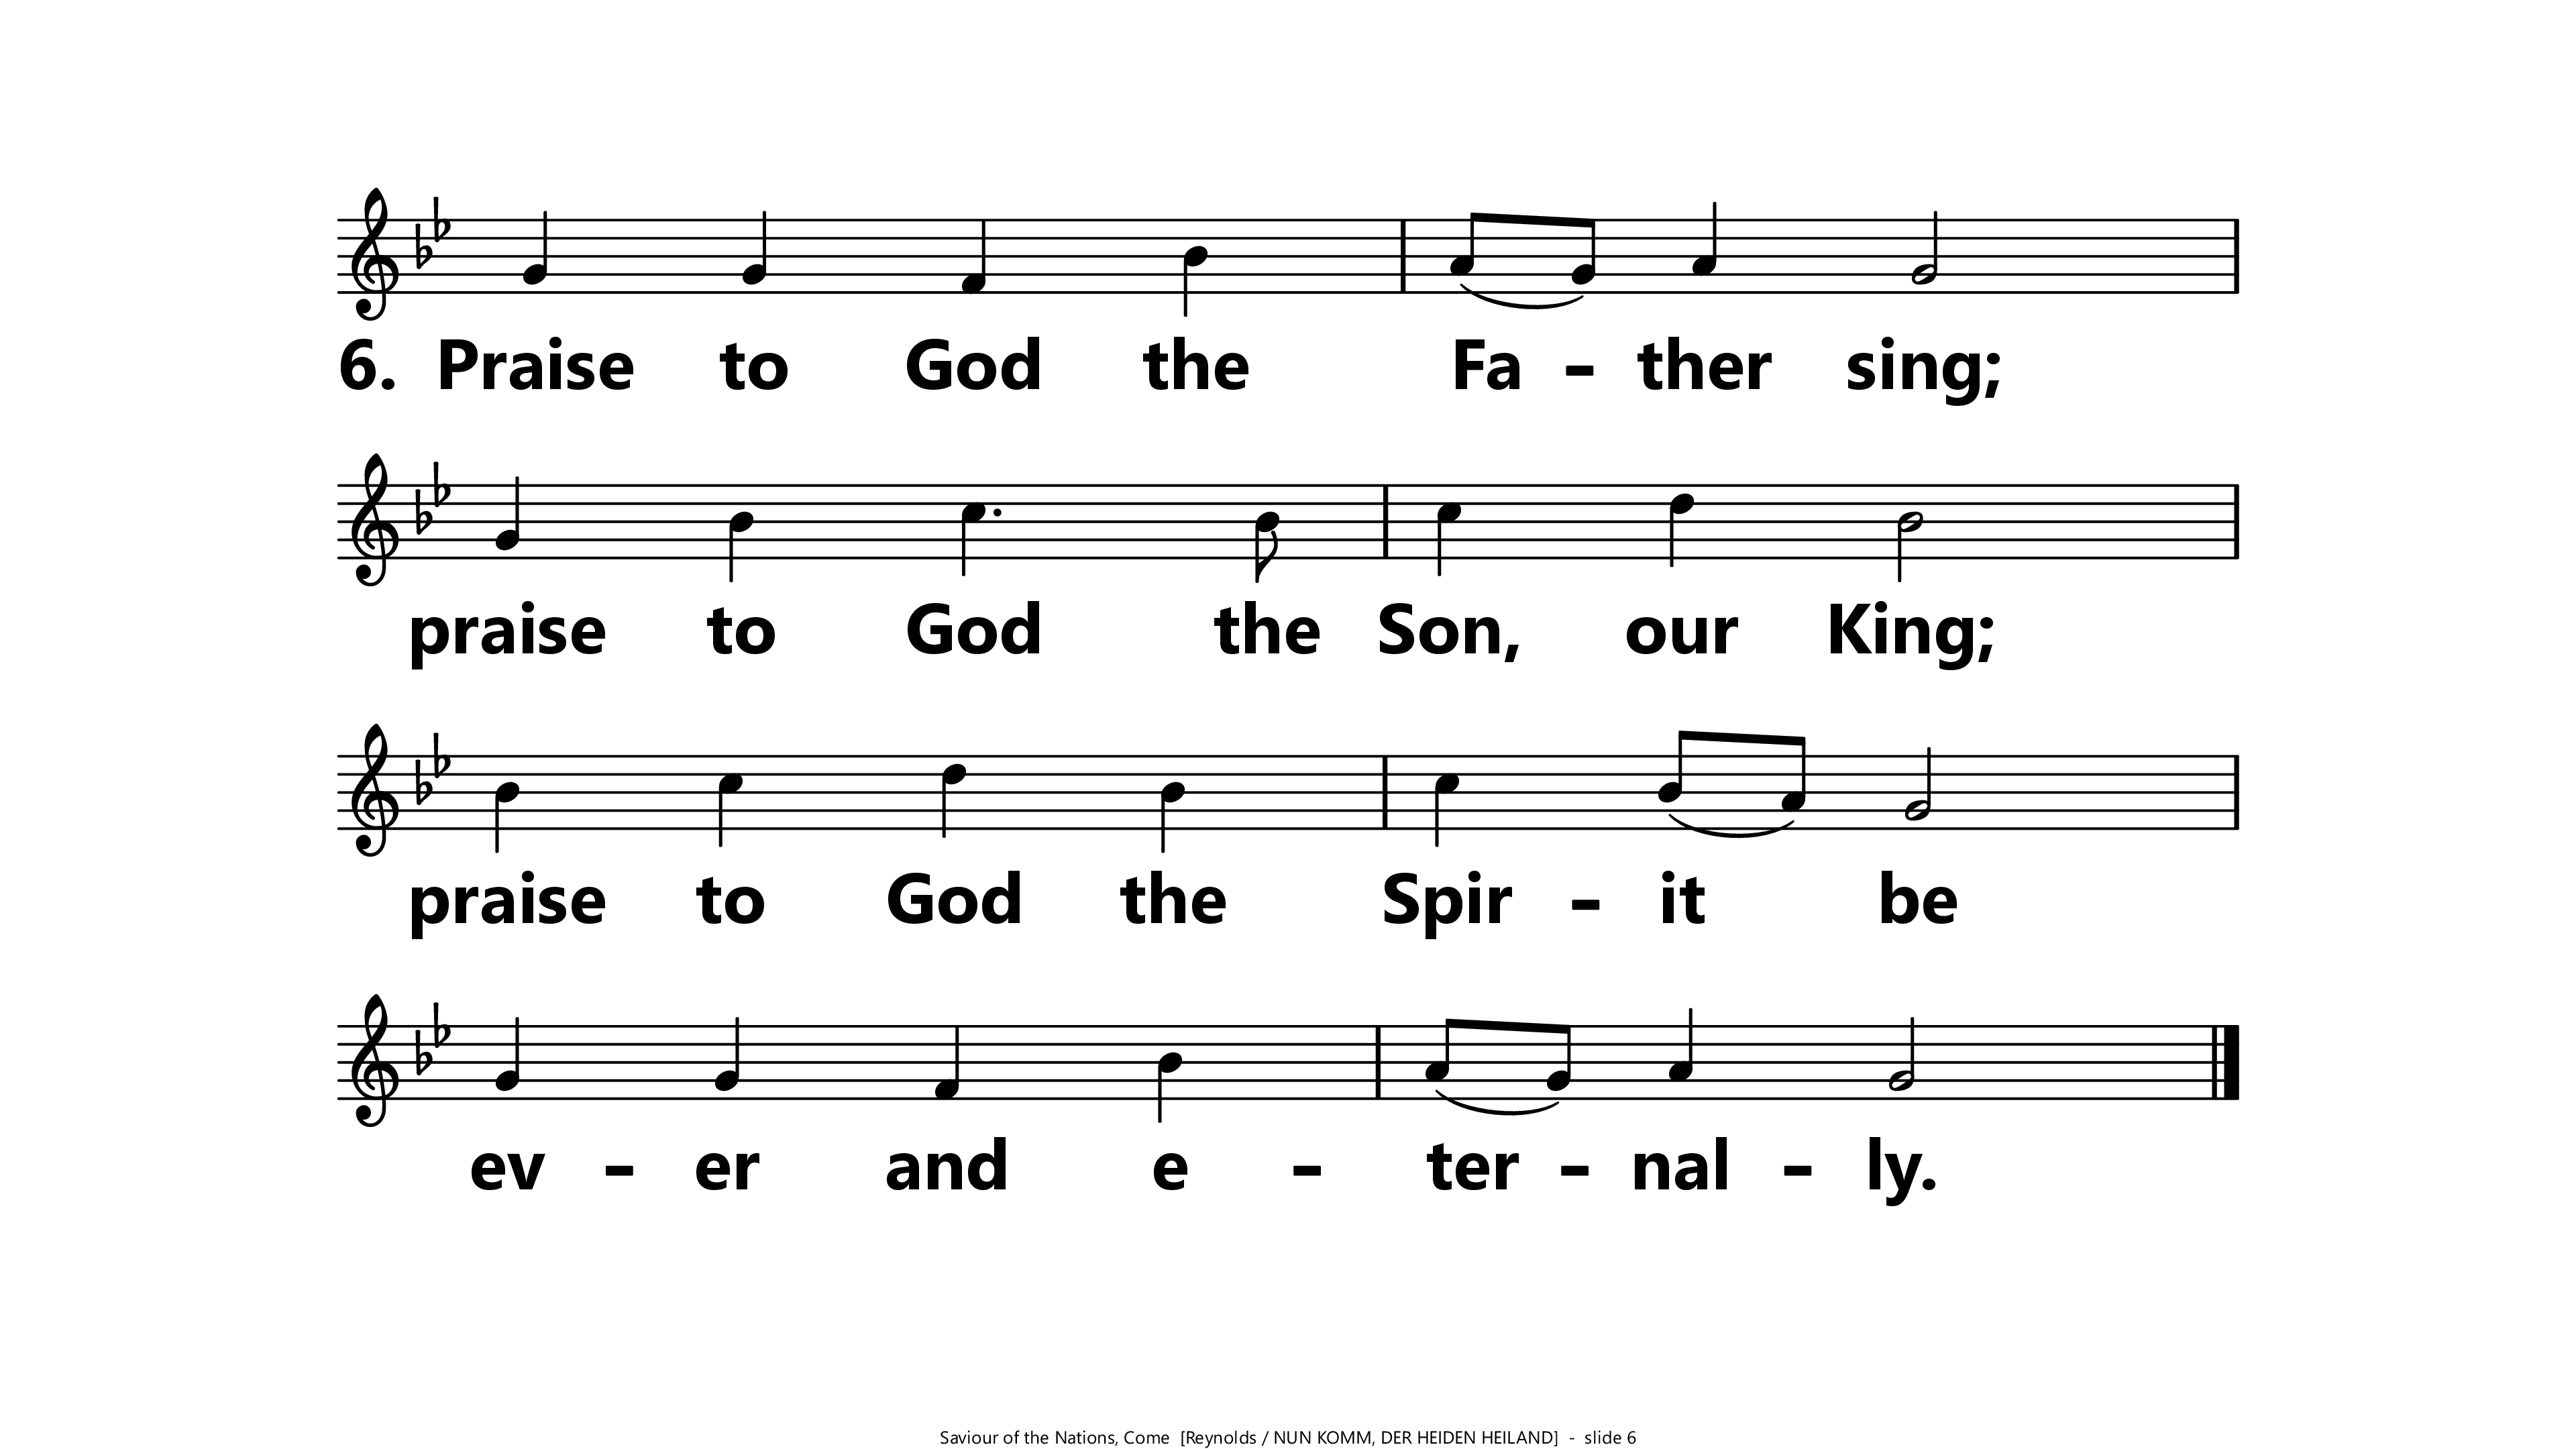 6. Praise to God the Fa - ther sing;
praise to God the Son, our King;
praise to God the Spir - it be
ev - er and e - ter - nal - ly.
Saviour of the Nations, Come [Reynolds / NUN KOMM, DER HEIDEN HEILAND] - slide 6